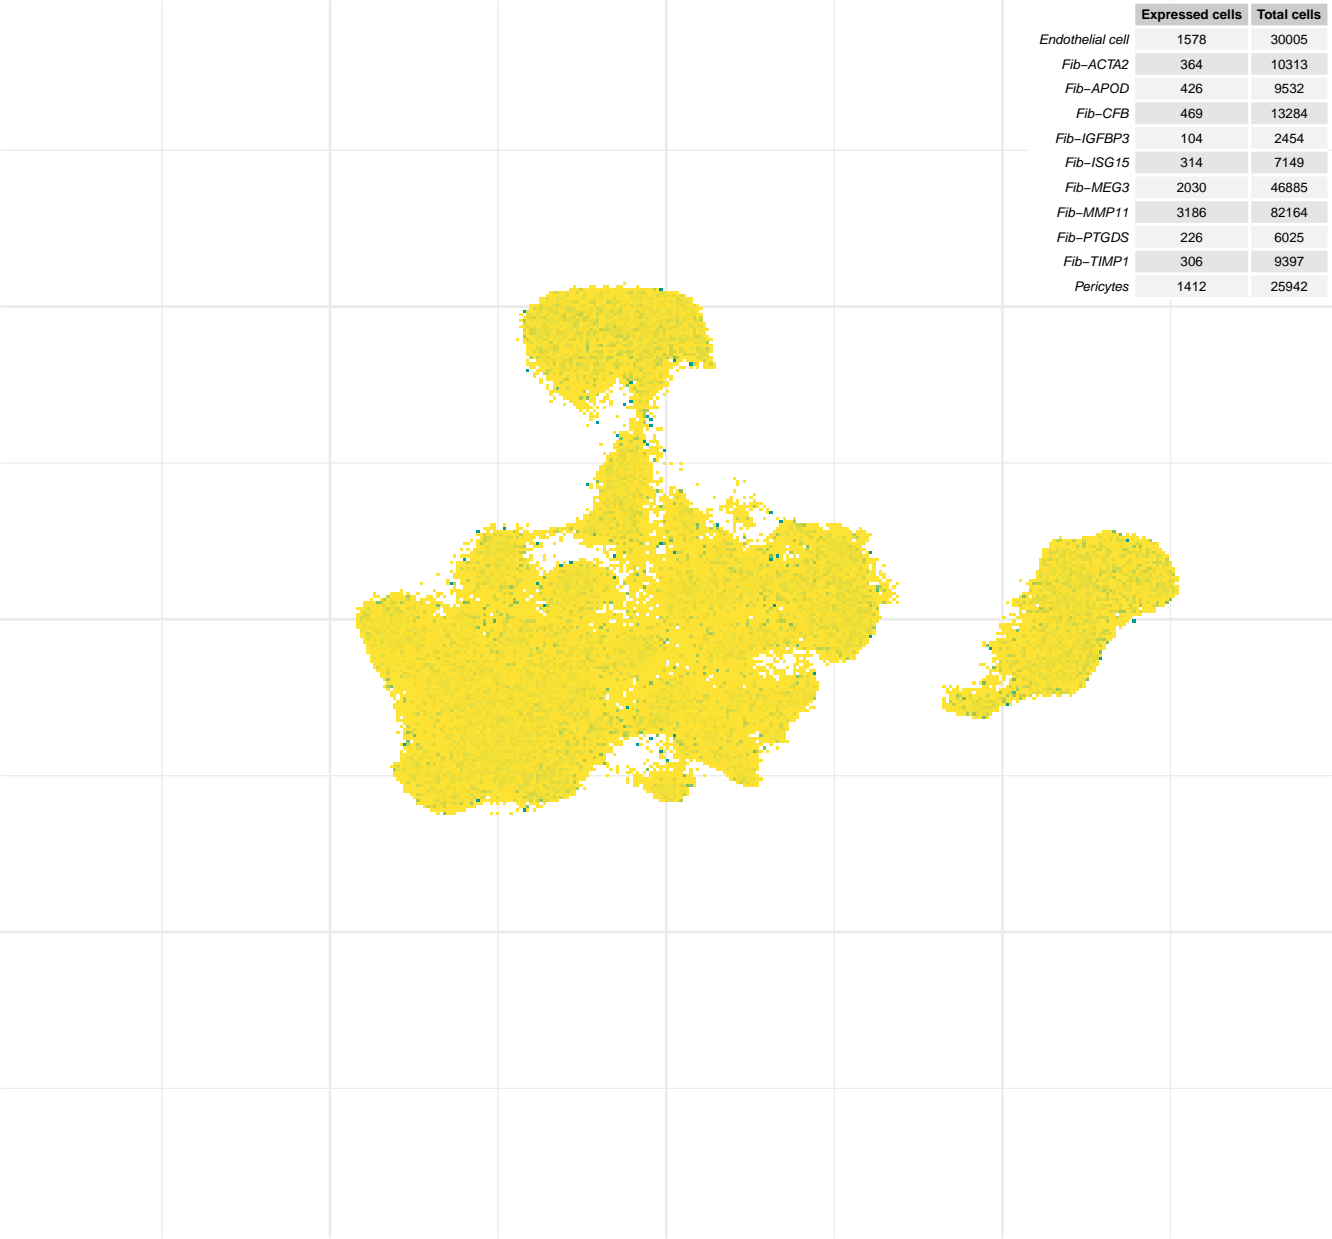 Expressed cells Total cells
Endothelial cell 1578 30005
Fib−ACTA2 364 10313
Fib−APOD 426 9532
Fib−CFB 469 13284
Fib−IGFBP3 104 2454
Fib−ISG15 314 7149
Fib−MEG3 2030 46885
Fib−MMP11 3186 82164
Fib−PTGDS 226 6025
Fib−TIMP1 306 9397
Pericytes 1412 25942